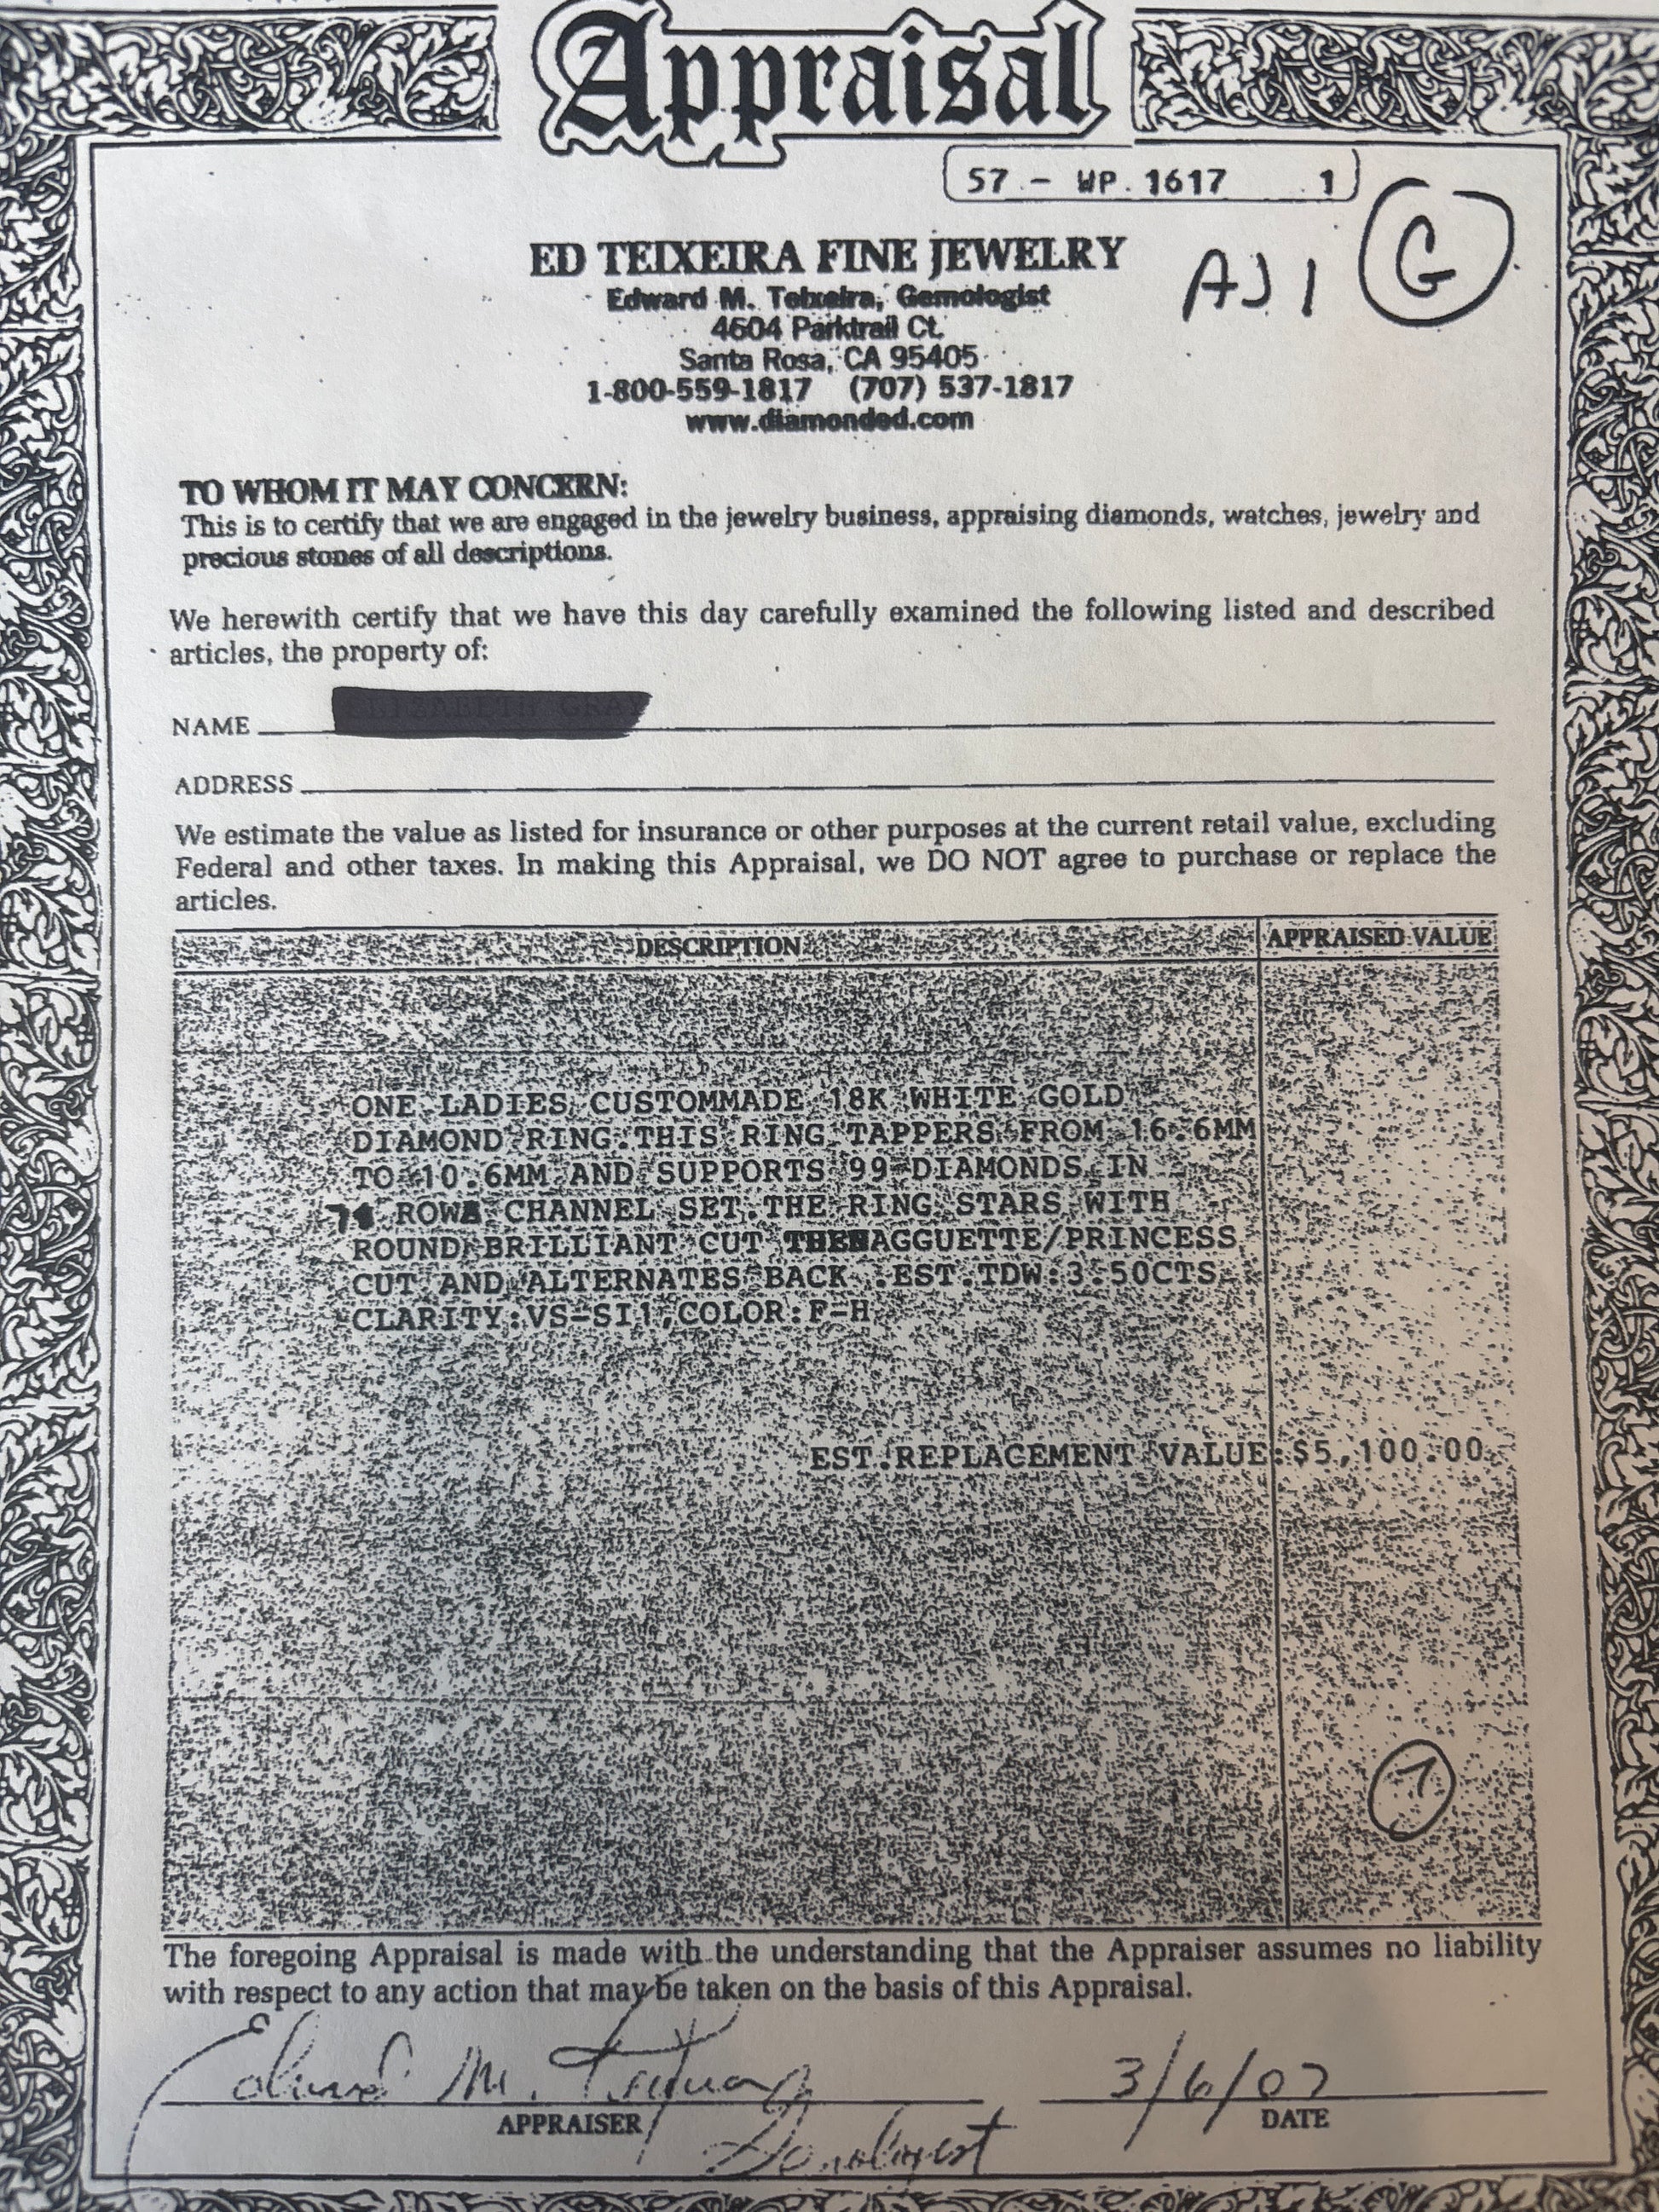 Appraisal
57 - WP. 1617 1
AJ1 G
ED TEIXEIRA FINE JEWELRY
Edward M. Teixeira, Gemologist
4604 Parktrail Ct.
Santa Rosa, CA 95405
1-800-559-1817 (707) 537-1817
www.diamonded.com
TO WHOM IT MAY CONCERN:
This is to certify that we are engaged in the jewelry business, appraising diamonds, watches, jewelry and
precious stones of all descriptions.
We herewith certify that we have this day carefully examined the following listed and described
articles, the property of:
NAME
ADDRESS
We estimate the value as listed for insurance or other purposes at the current retail value, excluding
Federal and other taxes. In making this Appraisal, we DO NOT agree to purchase or replace the
articles.
DESCRIPTION APPRAISED VALUE
ONE LADIES CUSTOMMADE 18K WHITE GOLD
DIAMOND RING.THIS RING TAPPERS FROM 16.6MM
TO 10.6MM AND SUPPORTS 99 DIAMONDS IN
CHANNEL SET.THE RING STARS WITH
ROUND BRILLIANT CUT AGGUETTE/PRINCESS
CUT AND ALTERNATES BACK .EST.TDW:3.50CTS
CLARITY:VS-SI1,COLOR:F-H
EST.REPLACEMENT VALUE:$5,100.00
The foregoing Appraisal is made with the understanding that the Appraiser assumes no liability
with respect to any action that may be taken on the basis of this Appraisal.
Edward M. Teixeira 3/6/07
APPRAISER DATE